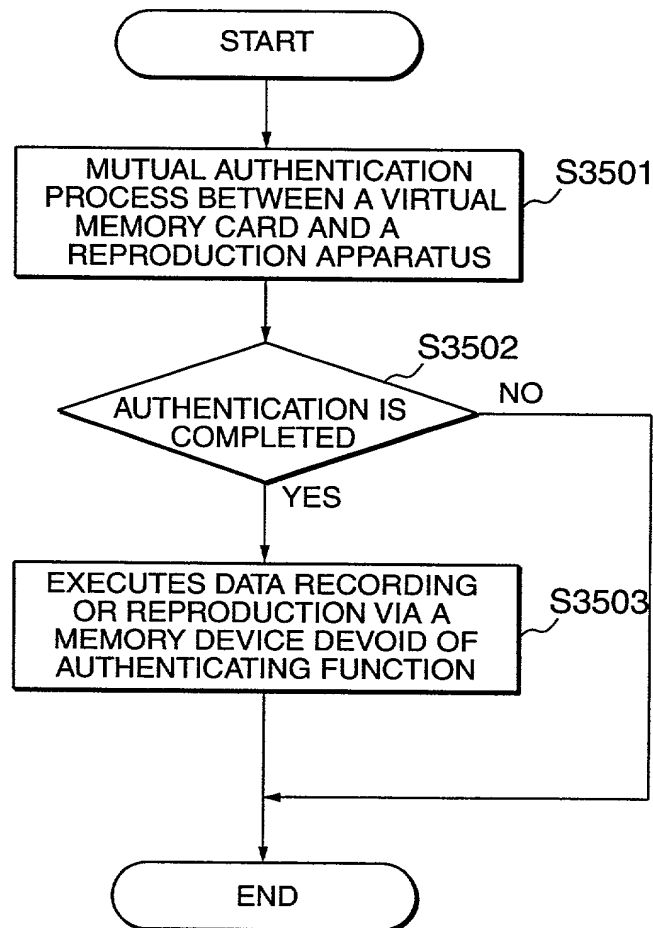 START
MUTUAL AUTHENTICATION
PROCESS BETWEEN A VIRTUAL
MEMORY CARD AND A
REPRODUCTION APPARATUS
S3501
S3502
AUTHENTICATION IS
COMPLETED
NO
YES
EXECUTES DATA RECORDING
OR REPRODUCTION VIA A
MEMORY DEVICE DEVOID OF
AUTHENTICATING FUNCTION
S3503
END